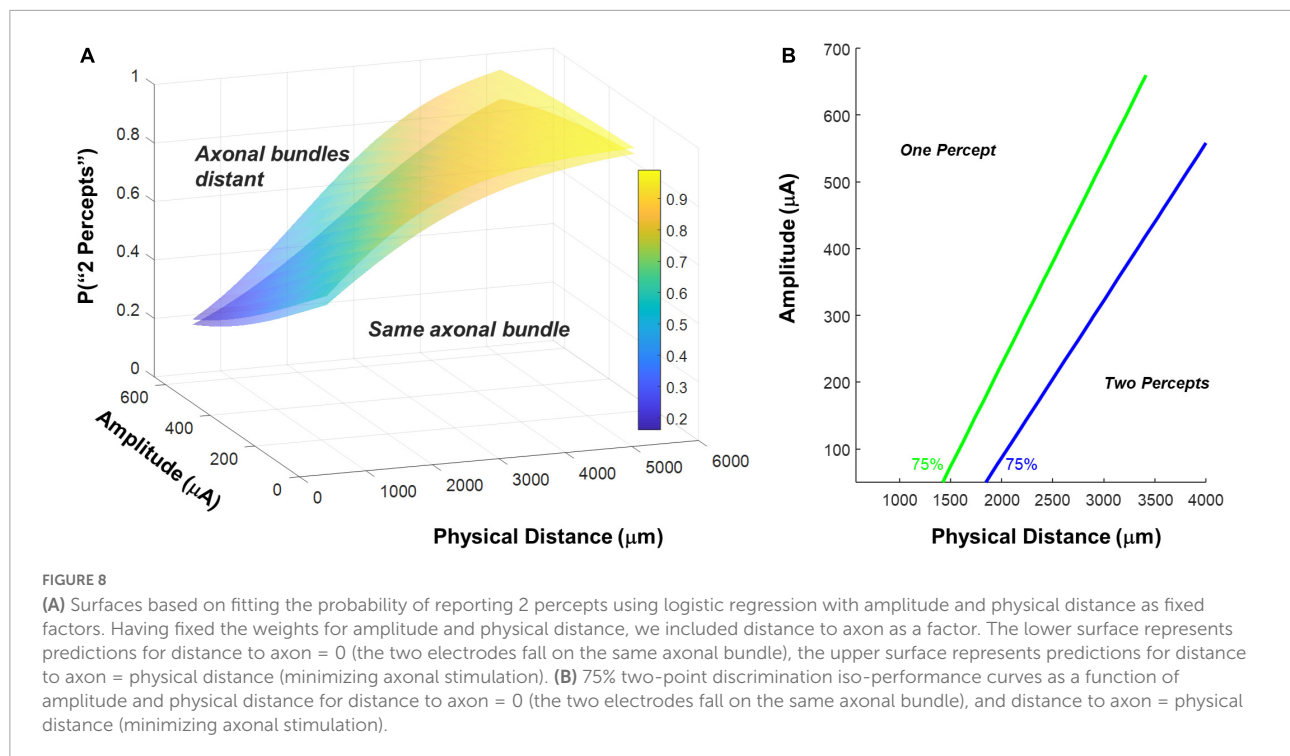 A
1
0.8
0.6
0.4
0.2
0
P("2 Percepts")
Axonal bundles
distant
Same axonal bundle
0.9
0.8
0.7
0.6
0.5
0.4
0.3
0.2
600
400
200
0
Amplitude (μA)
0
1000
2000
3000
4000
5000
6000
Physical Distance (μm)
B
700
600
500
400
300
200
100
Amplitude (μA)
One Percept
Two Percepts
75%
75%
1000 1500 2000 2500 3000 3500 4000
Physical Distance (μm)
FIGURE 8
(A) Surfaces based on fitting the probability of reporting 2 percepts using logistic regression with amplitude and physical distance as fixed
factors. Having fixed the weights for amplitude and physical distance, we included distance to axon as a factor. The lower surface represents
predictions for distance to axon = 0 (the two electrodes fall on the same axonal bundle), the upper surface represents predictions for distance
to axon = physical distance (minimizing axonal stimulation). (B) 75% two-point discrimination iso-performance curves as a function of
amplitude and physical distance for distance to axon = 0 (the two electrodes fall on the same axonal bundle), and distance to axon = physical
distance (minimizing axonal stimulation).